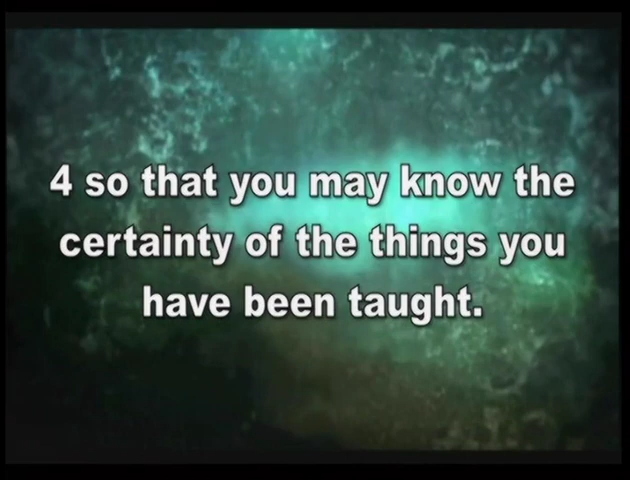 4 so that you may know the
certainty of the things you
have been taught.